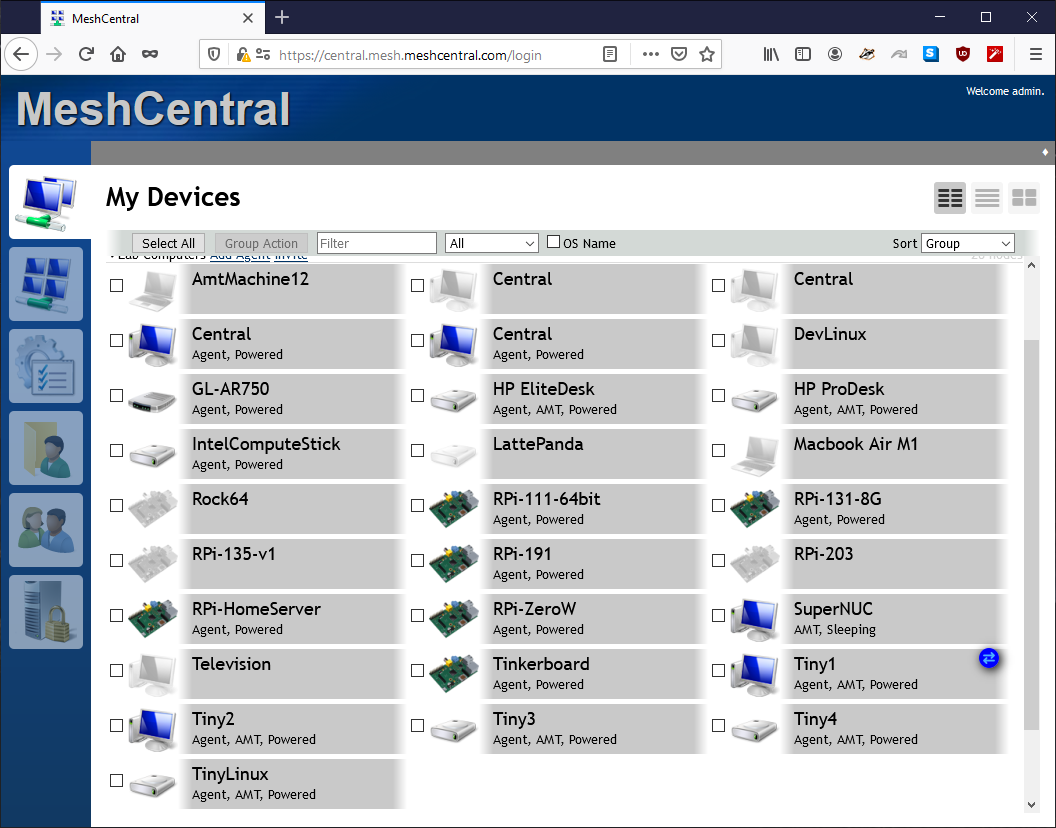 MeshCentral
https://central.mesh.meshcentral.com/login
MeshCentral
Welcome admin.
My Devices
Select All Group Action Filter All OS Name Sort Group
Lab Computers Add Agent Invite
AmtMachine12
Central
Central
Central
Agent, Powered
Central
Agent, Powered
DevLinux
GL-AR750
Agent, Powered
HP EliteDesk
Agent, AMT, Powered
HP ProDesk
Agent, AMT, Powered
IntelComputeStick
Agent, Powered
LattePanda
Macbook Air M1
Rock64
RPi-111-64bit
Agent, Powered
RPi-131-8G
Agent, Powered
RPi-135-v1
RPi-191
Agent, Powered
RPi-203
RPi-HomeServer
Agent, Powered
RPi-ZeroW
Agent, Powered
SuperNUC
AMT, Sleeping
Television
Tinkerboard
Agent, Powered
Tiny1
Agent, AMT, Powered
Tiny2
Agent, AMT, Powered
Tiny3
Agent, AMT, Powered
Tiny4
Agent, AMT, Powered
TinyLinux
Agent, AMT, Powered